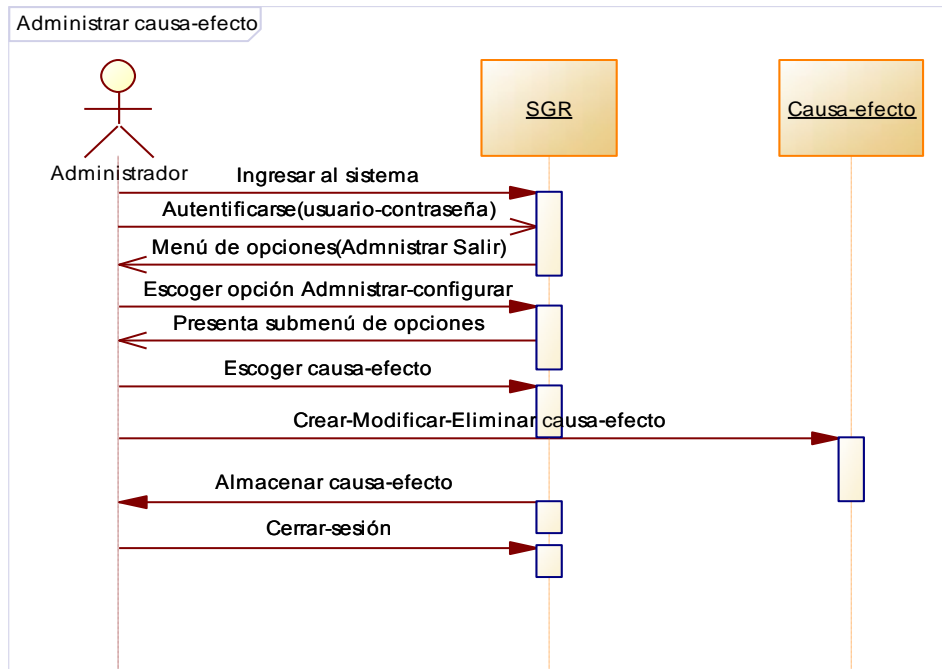 Administrar causa-efecto
SGR
Causa-efecto
Administrador
Ingresar al sistema
Autentificarse(usuario-contraseña)
Menú de opciones(Admnistrar Salir)
Escoger opción Admnistrar-configurar
Presenta submenú de opciones
Escoger causa-efecto
Crear-Modificar-Eliminar causa-efecto
Almacenar causa-efecto
Cerrar-sesión